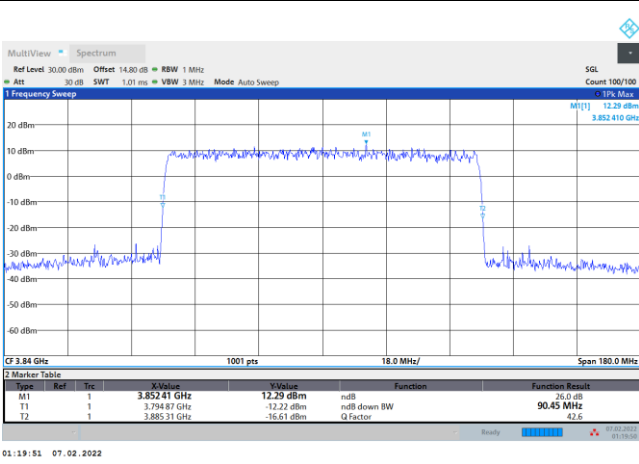 MultiView Spectrum
Ref Level 30.00 dBm Offset 14.80 dB RBW 1 MHz SGL
Att 30 dB SWT 1.01 ms VBW 3 MHz Mode Auto Sweep Count 100/100
1 Frequency Sweep 1Pk Max
M1[1] 12.29 dBm
3.852 410 GHz
20 dBm
M1
10 dBm
0 dBm
T1
-10 dBm
T2
-20 dBm
-30 dBm
-40 dBm
-50 dBm
-60 dBm
CF 3.84 GHz 1001 pts 18.0 MHz/ Span 180.0 MHz
2 Marker Table
Type Ref Trc X-Value Y-Value Function Function Result
M1 1 3.852 41 GHz 12.29 dBm ndB 26.0 dB
T1 1 3.794 87 GHz -12.22 dBm ndB down BW 90.45 MHz
T2 1 3.885 31 GHz -16.61 dBm Q Factor 42.6
Ready 07.02.2022
01:19:50
01:19:51 07.02.2022